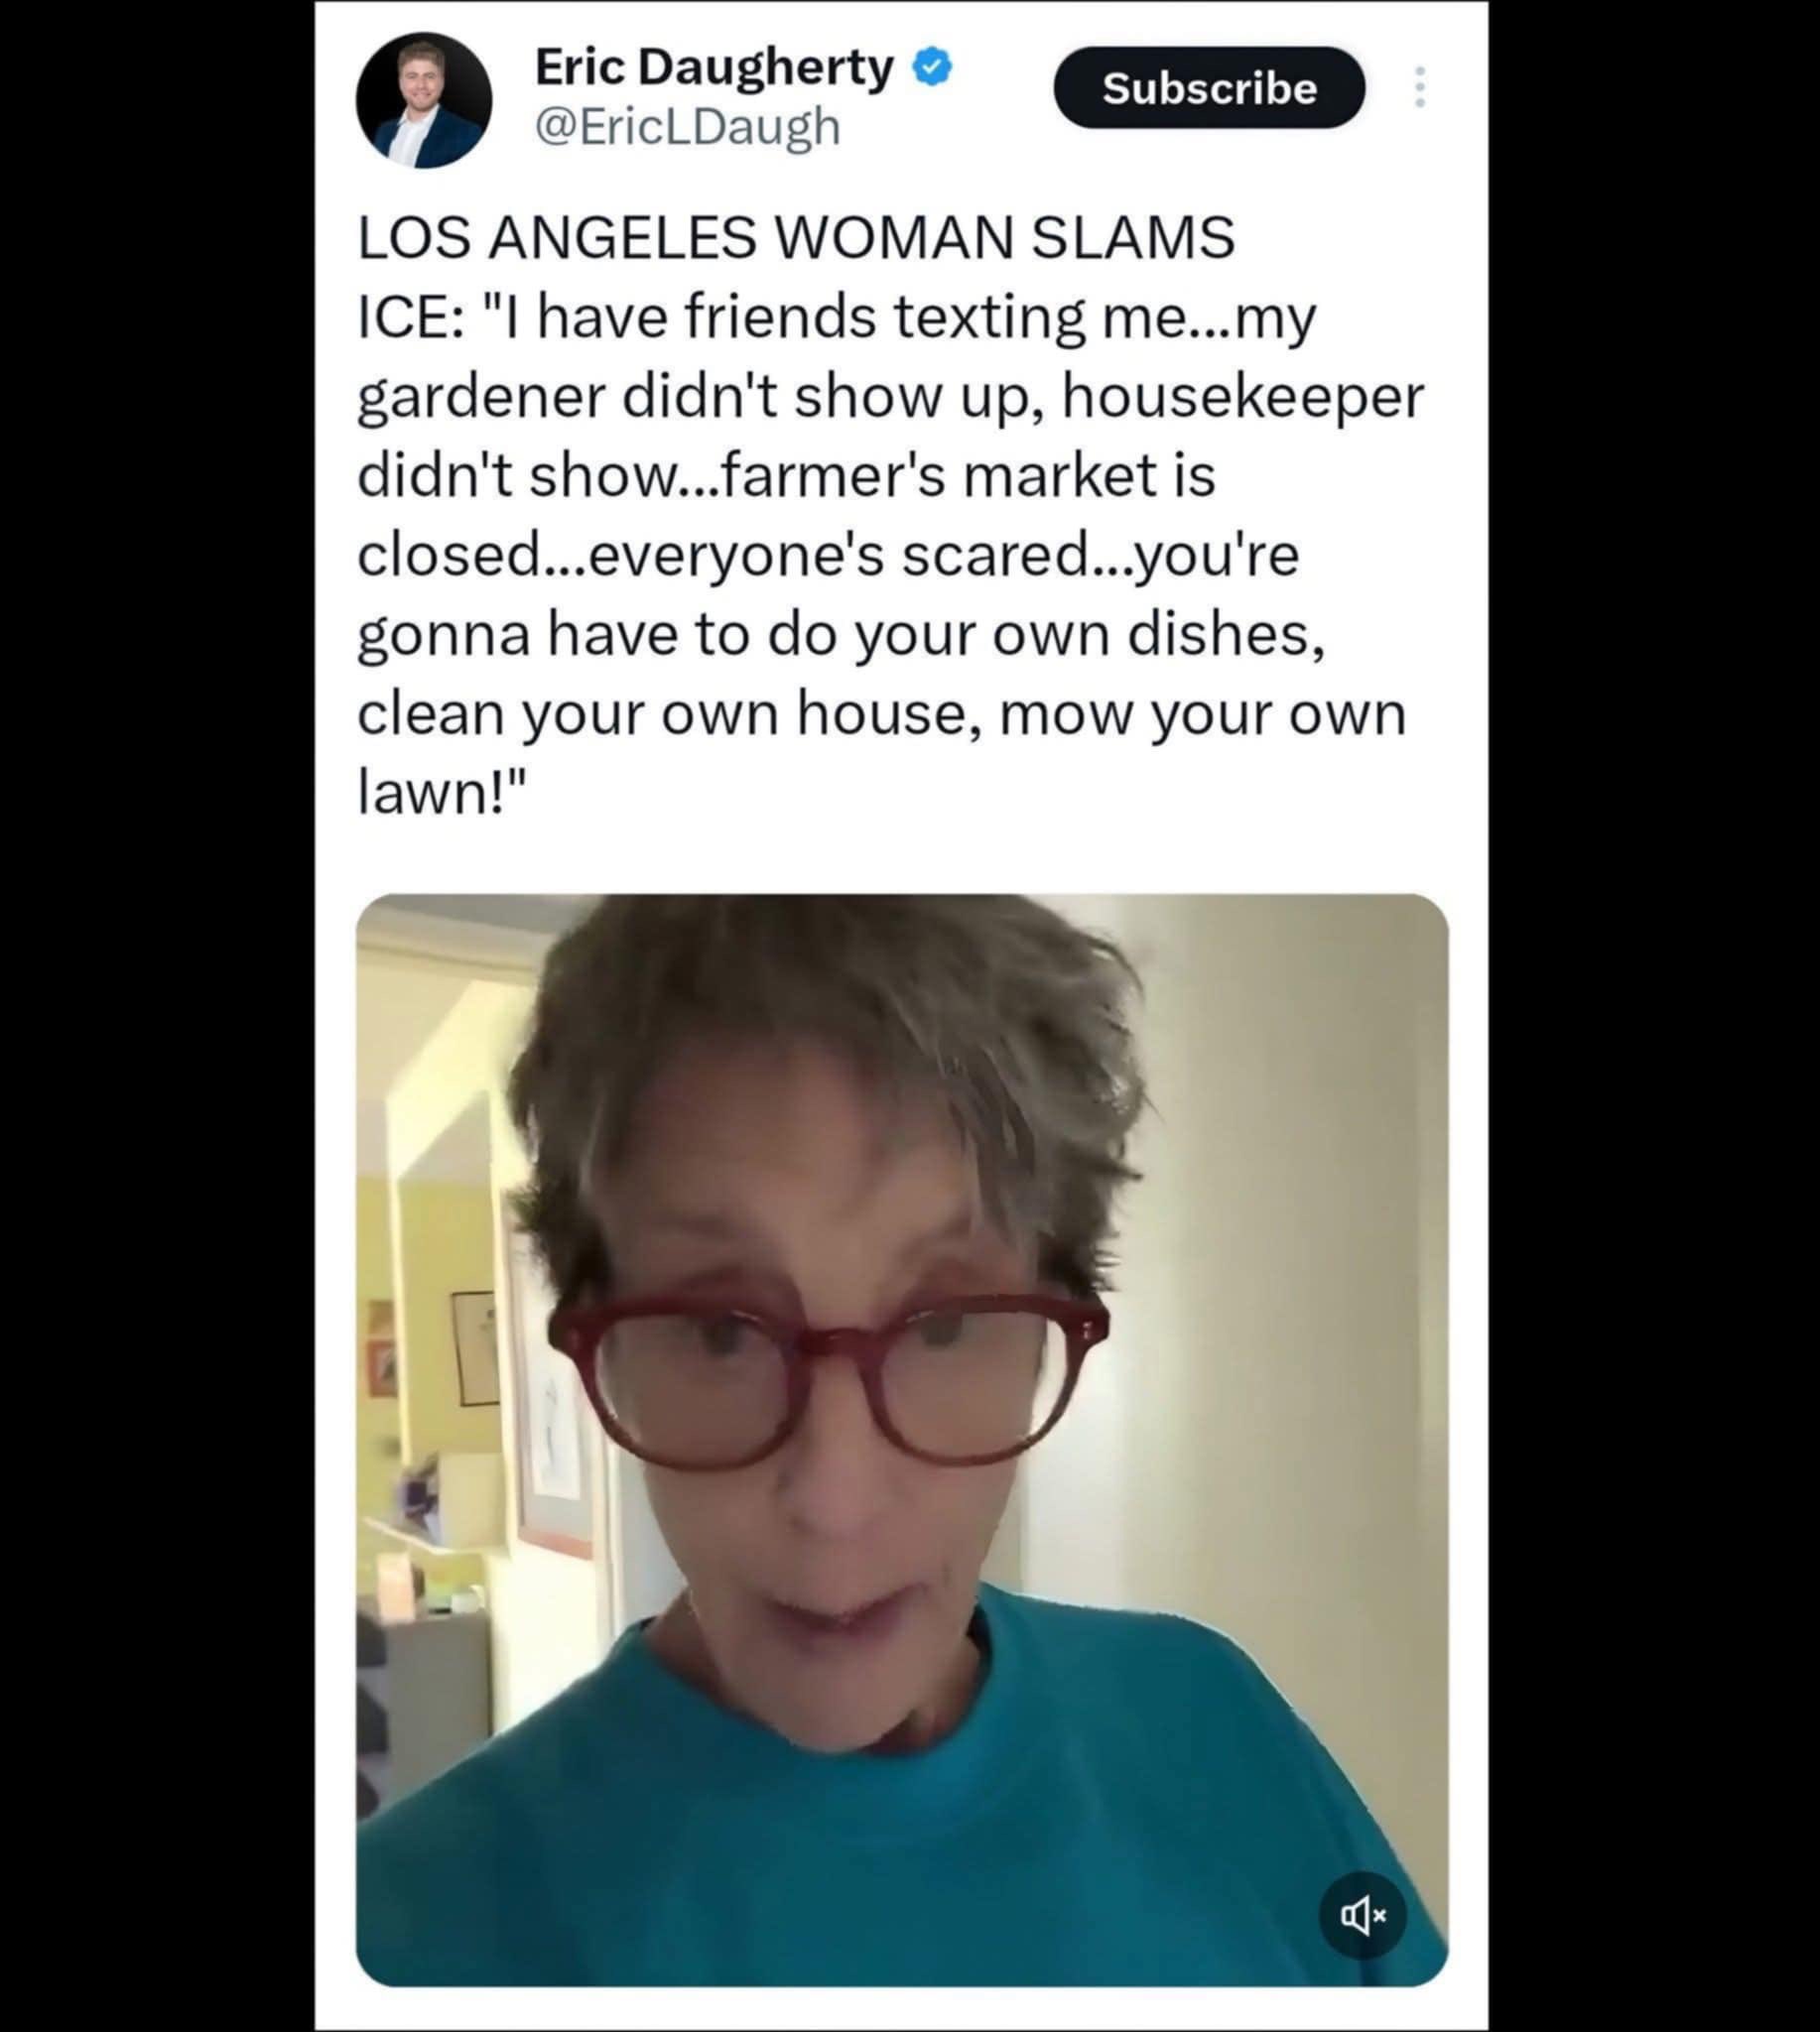 Eric Daugherty
Subscribe
@EricLDaugh
LOS ANGELES WOMAN SLAMS
ICE: "I have friends texting me...my
gardener didn't show up, housekeeper
didn't show...farmer's market is
closed...everyone's scared...you're
gonna have to do your own dishes,
clean your own house, mow your own
lawn!"